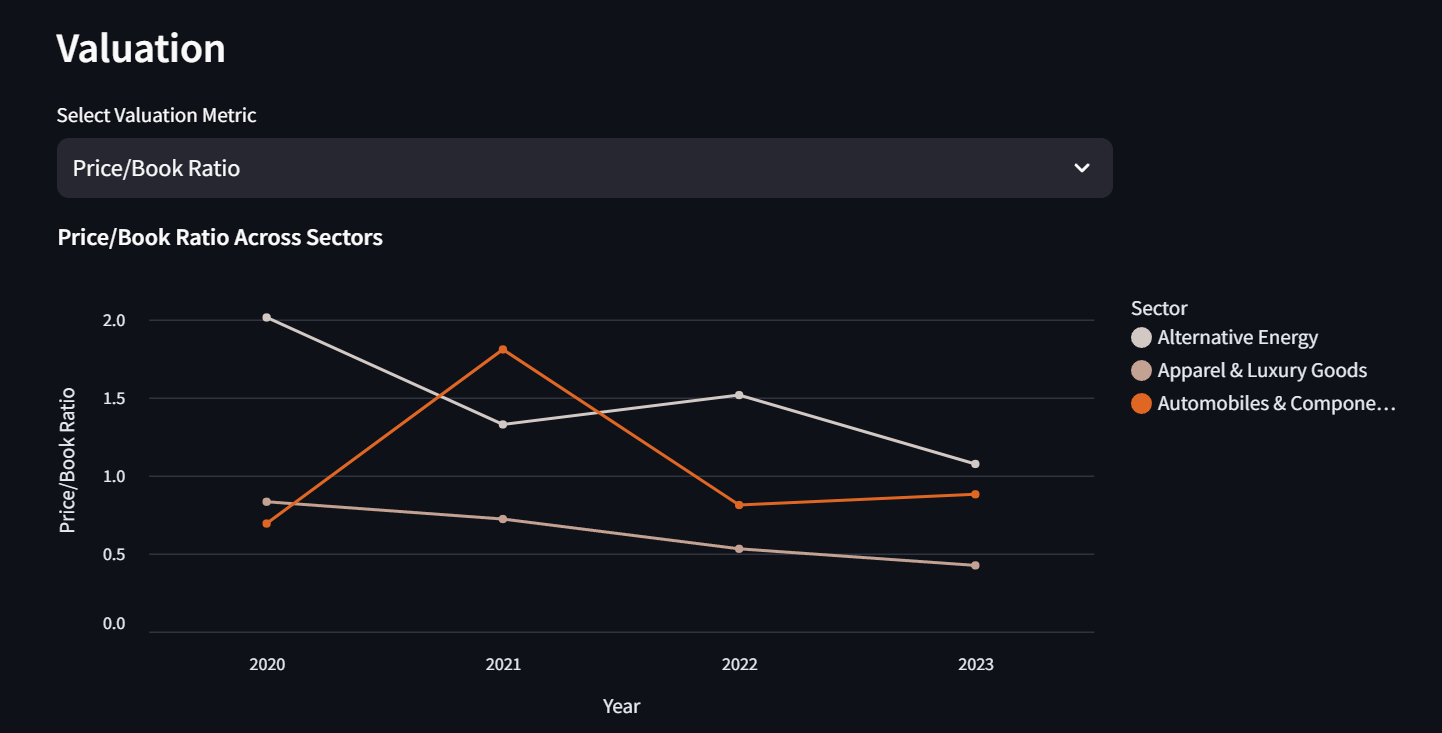 Valuation
Select Valuation Metric
Price/Book Ratio
Price/Book Ratio Across Sectors
Price/Book Ratio
2.0
1.5
1.0
0.5
0.0
2020 2021 2022 2023
Year
Sector
Alternative Energy
Apparel & Luxury Goods
Automobiles & Compone…